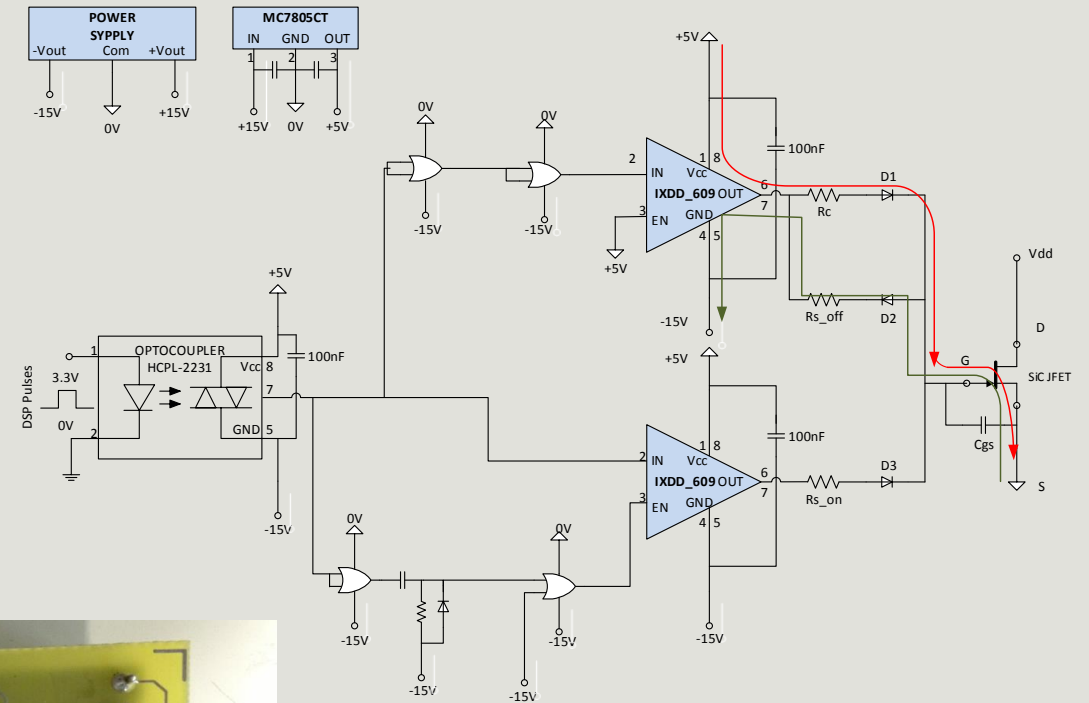 POWER
SYPPLY
-Vout Com +Vout
-15V
0V
+15V
MC7805CT
IN GND OUT
1 2 3
+15V 0V +5V
0V
-15V
0V
-15V
+5V
100nF
2
IN
1 8
Vcc
IXDD_609 OUT
3
EN
GND
4 5
6
7
+5V
-15V
Rc
D1
Rs_off
D2
Vdd
D
G
SiC JFET
Cgs
S
+5V
OPTOCOUPLER
HCPL-2231
Vcc 8
100nF
7
GND 5
1
2
DSP Pulses
3.3V
0V
-15V
+5V
100nF
2
IN
1 8
Vcc
IXDD_609 OUT
3
EN
GND
4 5
6
7
Rs_on
D3
-15V
0V
-15V
-15V
0V
-15V
-15V